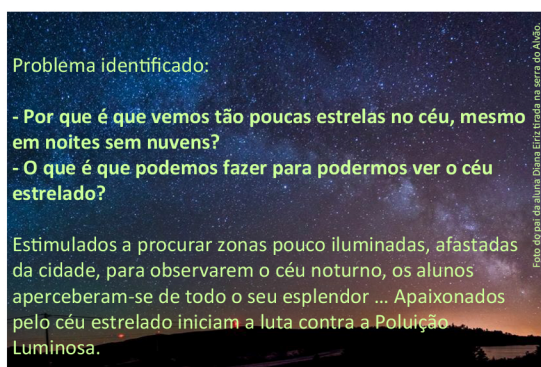 Problema identificado:
- Por que é que vemos tão poucas estrelas no céu, mesmo
em noites sem nuvens?
- O que é que podemos fazer para podermos ver o céu
estrelado?
Estimulados a procurar zonas pouco iluminadas, afastadas
da cidade, para observarem o céu noturno, os alunos
aperceberam-se de todo o seu esplendor ... Apaixonados
pelo céu estrelado iniciam a luta contra a Poluição
Luminosa.
Foto do pai da aluna Diana Eiriz tirada na serra do Alvão.